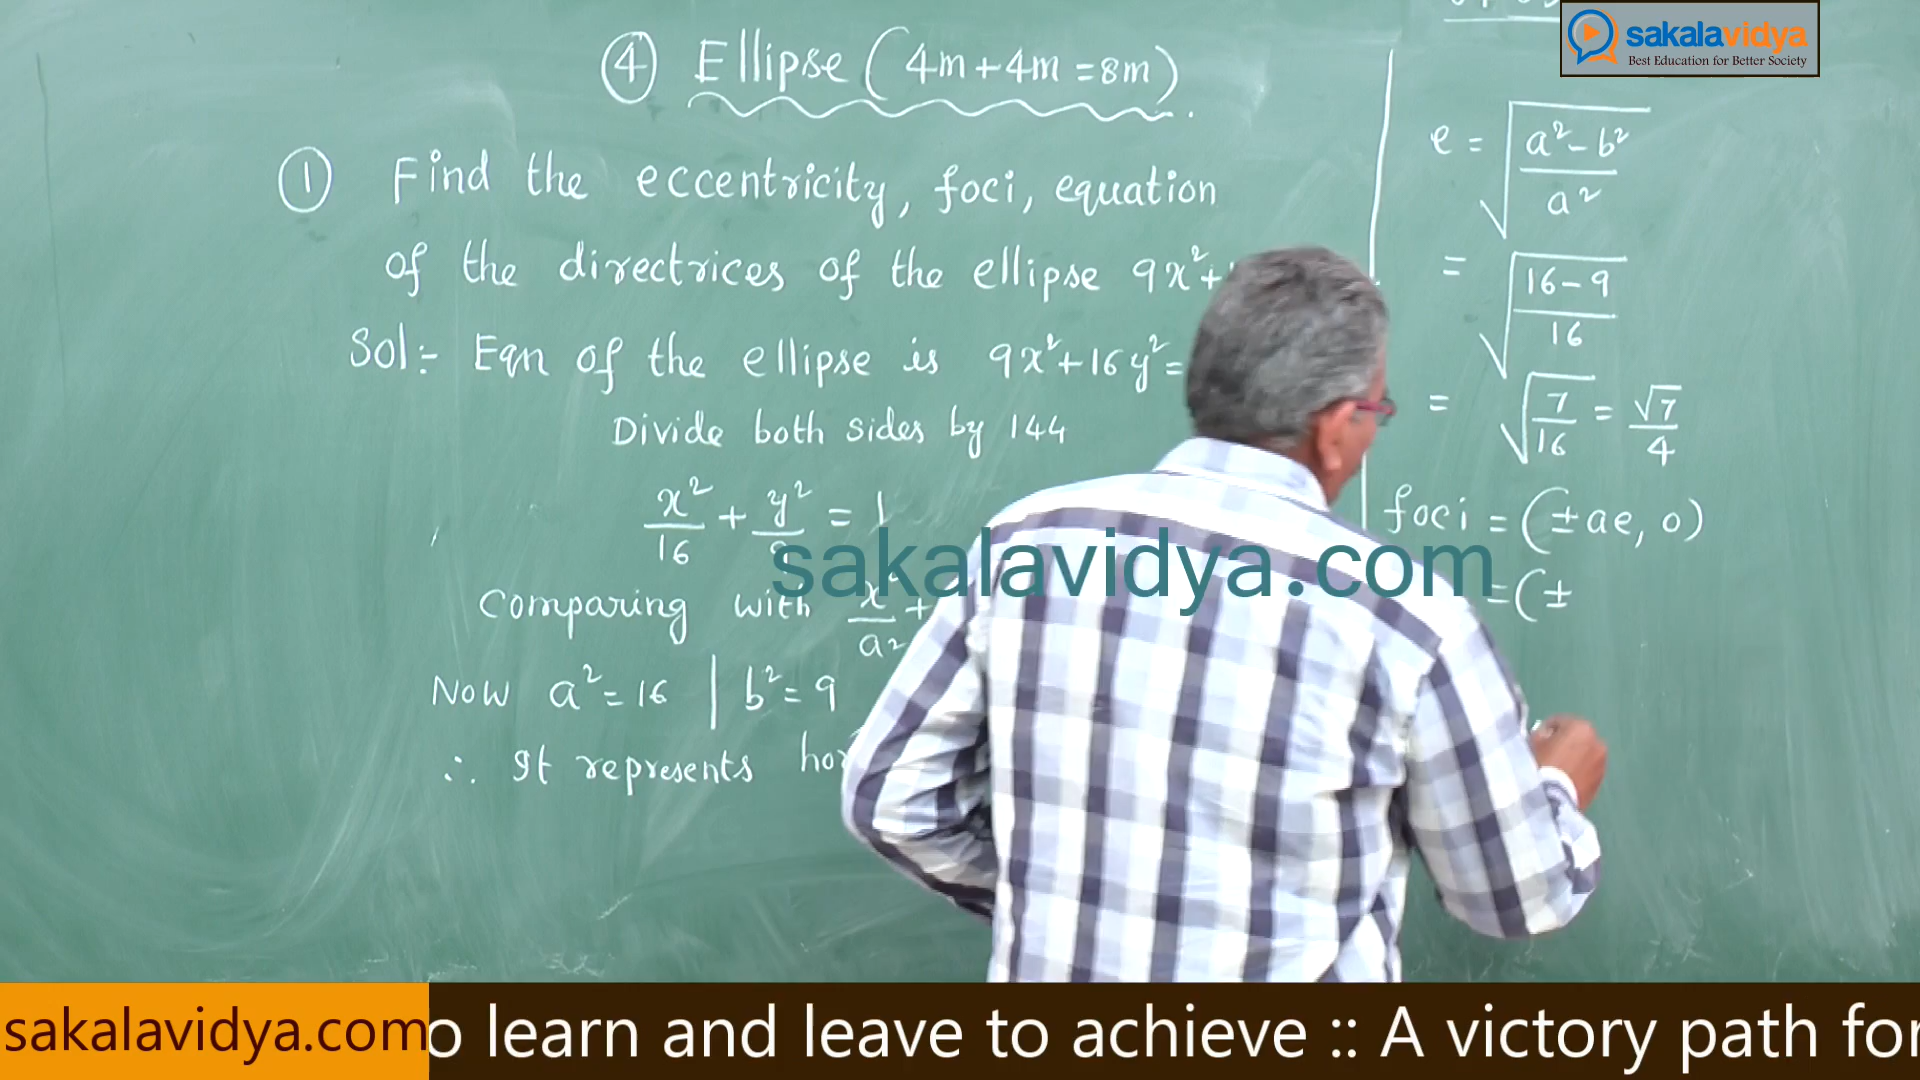 ④ Ellipse (4m+4m=8m).
① Find the eccentricity, foci, equation
of the directrices of the ellipse 9x²+
Sol:- Eqn of the ellipse is 9x²+16y²=
Divide both sides by 144
x²/16 + y²/9 = 1
Comparing with x²/a² +
Now a²=16 | b²=9
∴ It represents hor
e = √(a²-b²/a²)
= √(16-9/16)
= √(7/16) = √7/4
foci = (±ae, 0)
=(±
sakalavidya
Best Education for Better Society
sakalavidya.com
sakalavidya.com
o learn and leave to achieve :: A victory path for